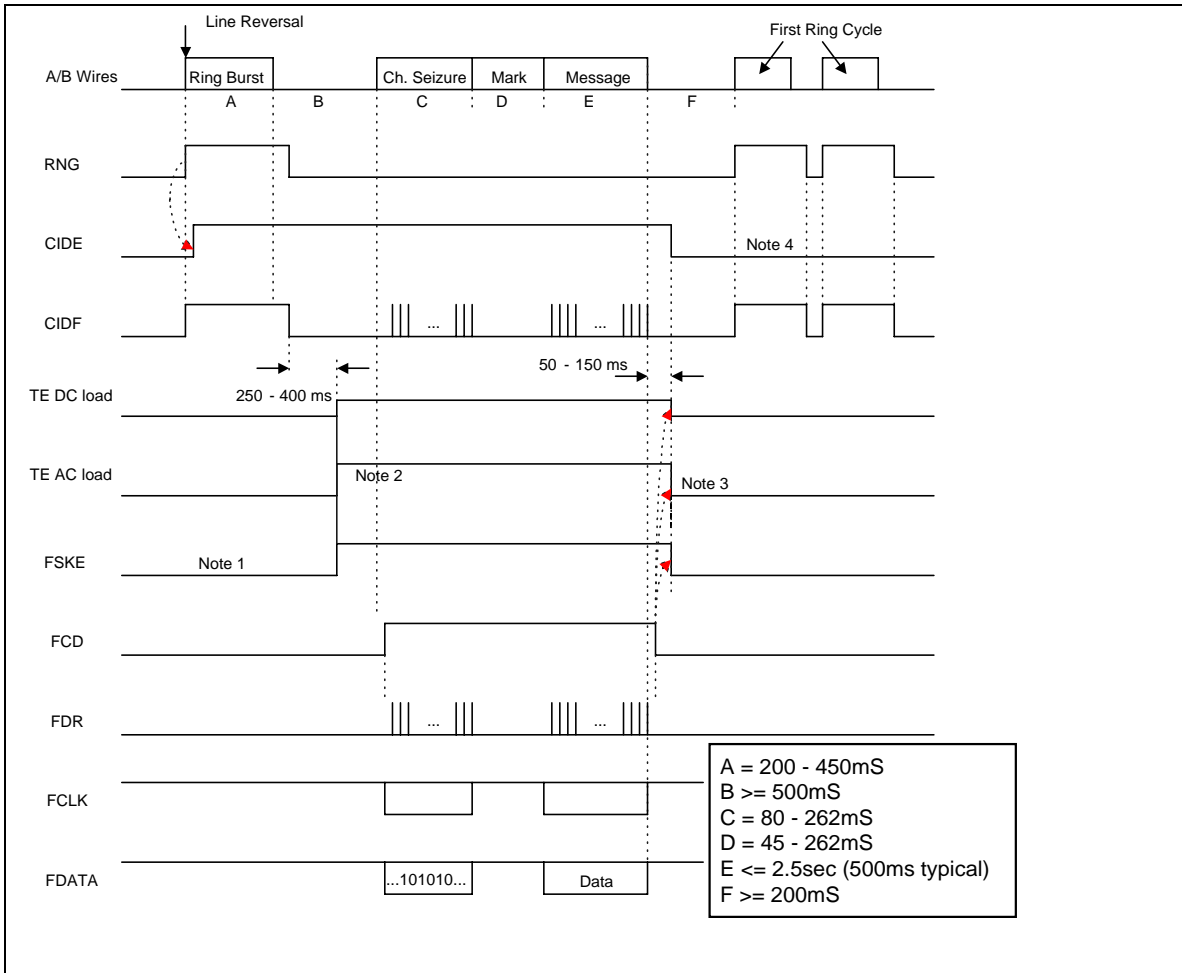 Line Reversal
First Ring Cycle
A/B Wires
Ring Burst
Ch. Seizure
Mark
Message
A
B
C
D
E
F
RNG
CIDE
Note 4
CIDF
...
...
50 - 150 ms
250 - 400 ms
TE DC load
TE AC load
Note 2
Note 3
FSKE
Note 1
FCD
FDR
...
...
FCLK
FDATA
...101010...
Data
A = 200 - 450mS
B >= 500mS
C = 80 - 262mS
D = 45 - 262mS
E <= 2.5sec (500ms typical)
F >= 200mS